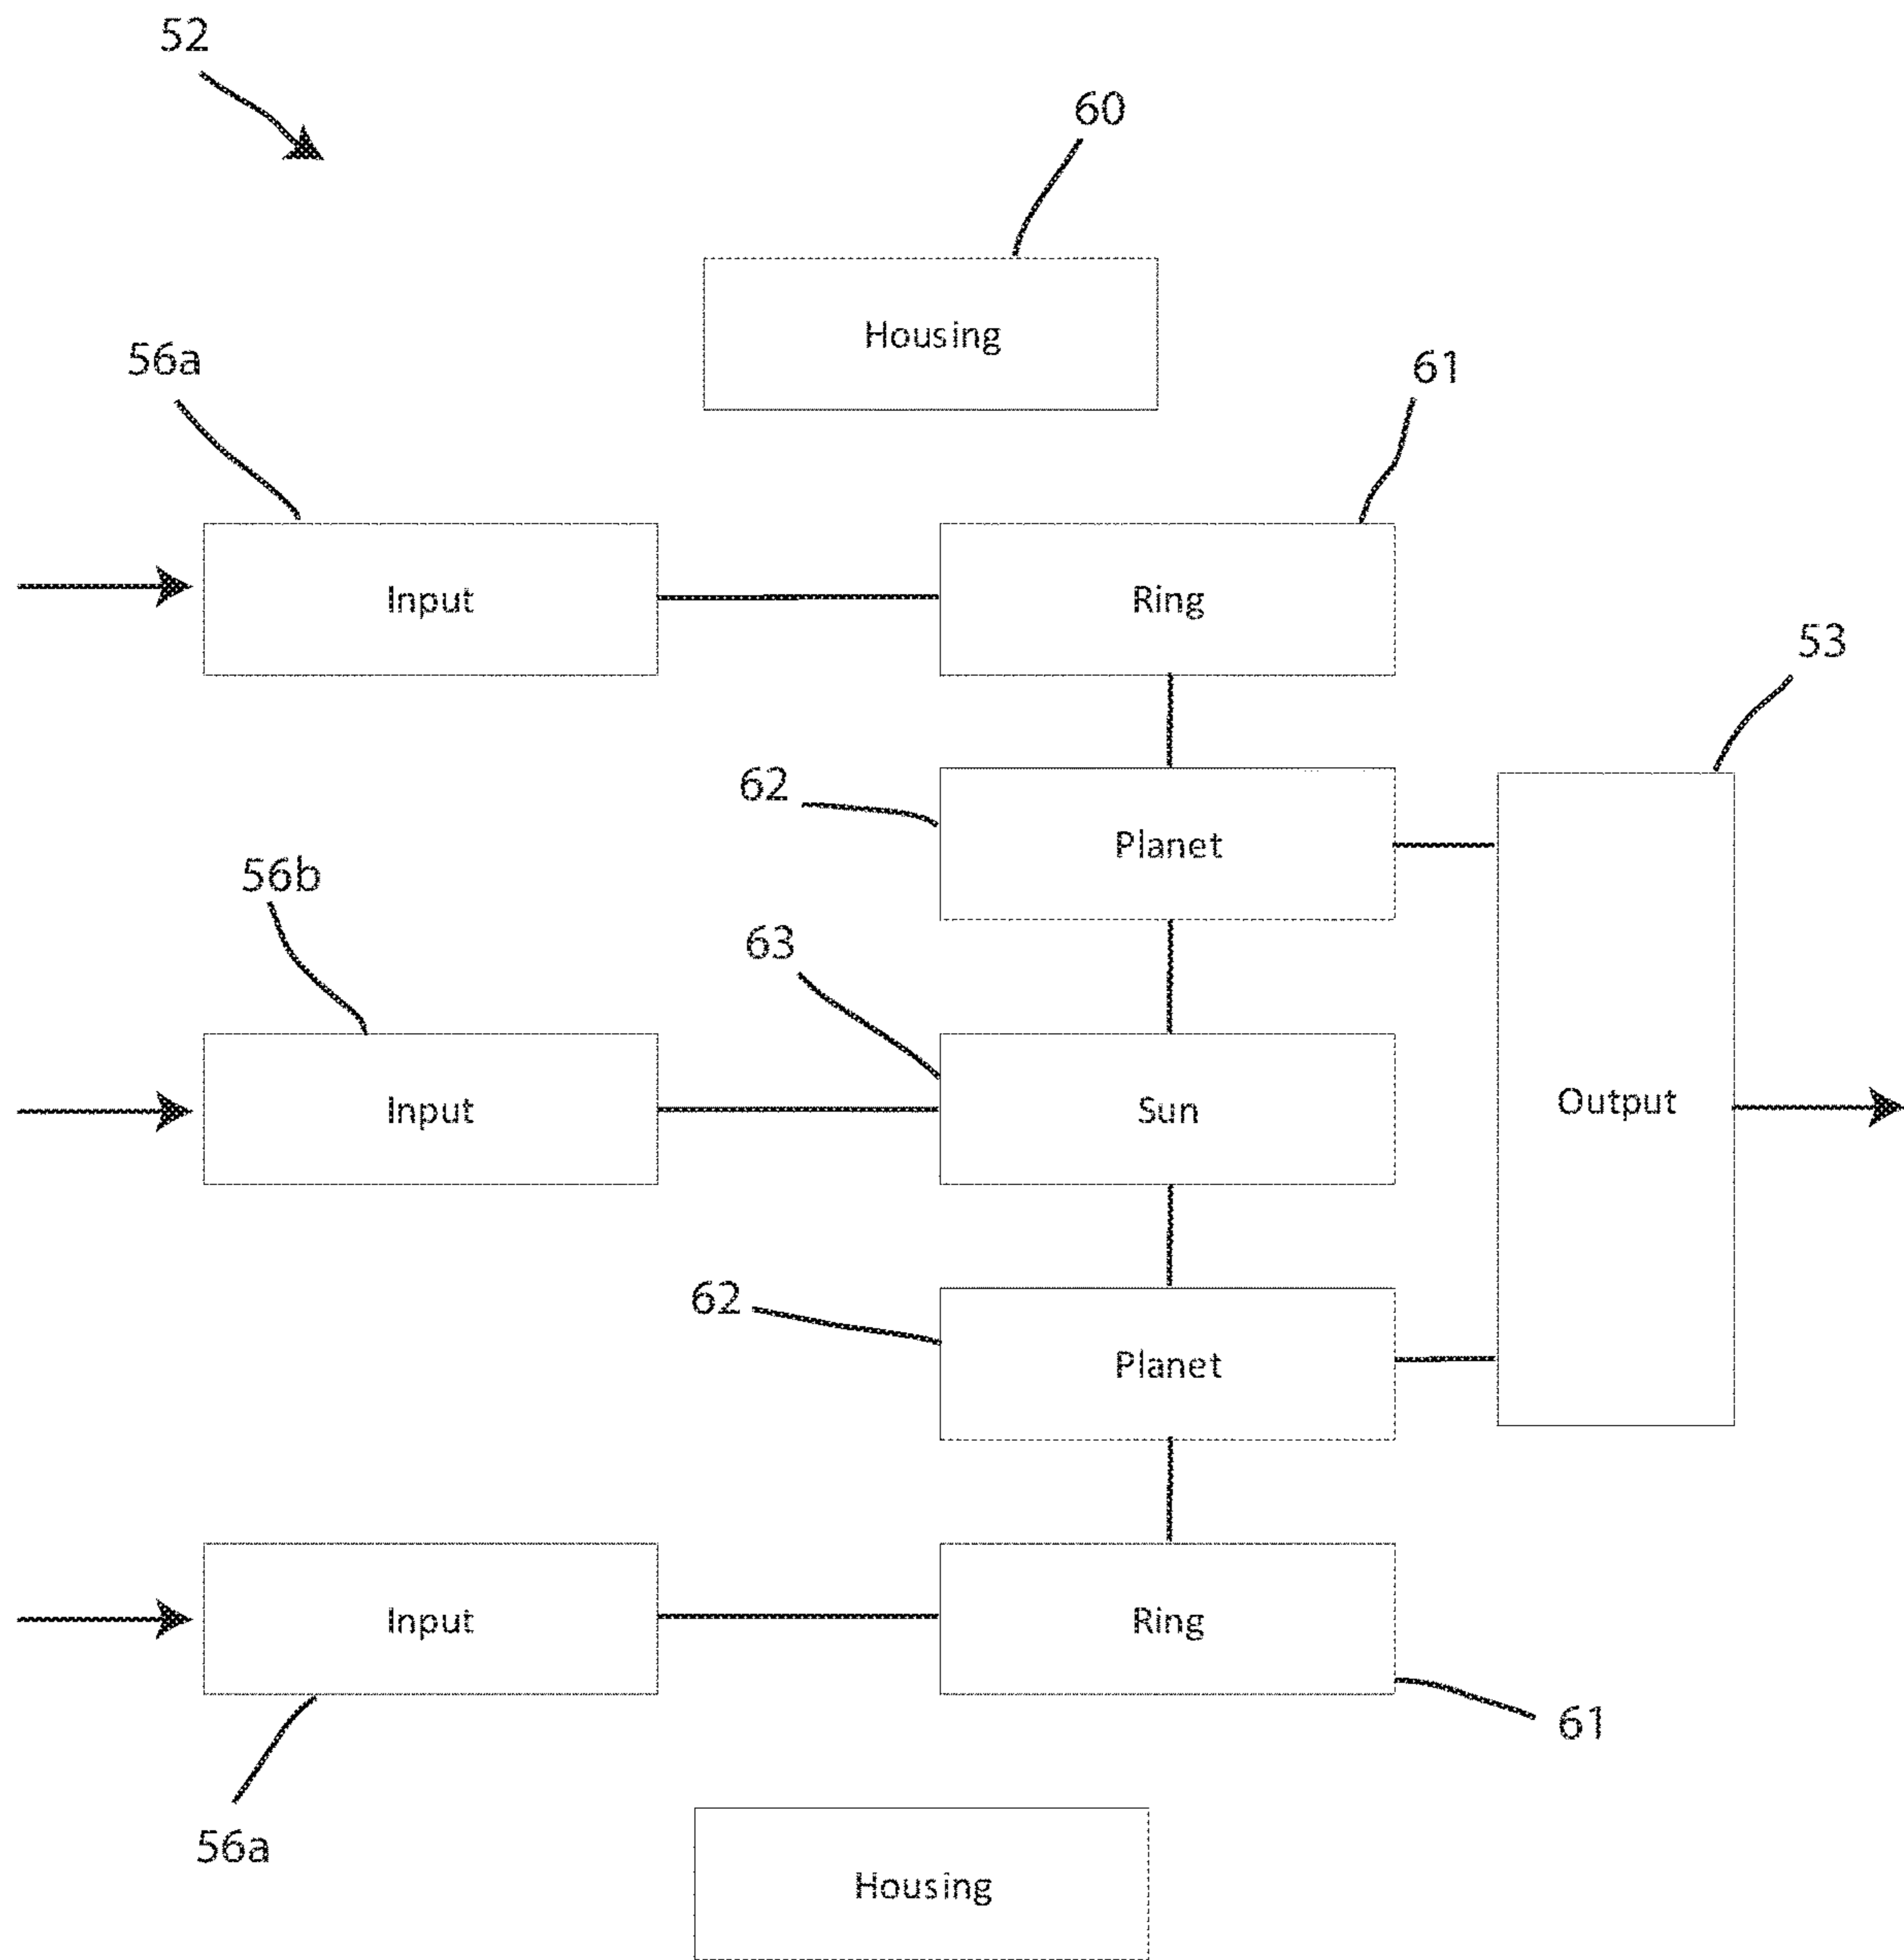 52
60
Housing
56a
61
Input
Ring
53
62
Planet
56b
63
Input
Sun
Output
62
Planet
Input
Ring
61
56a
Housing